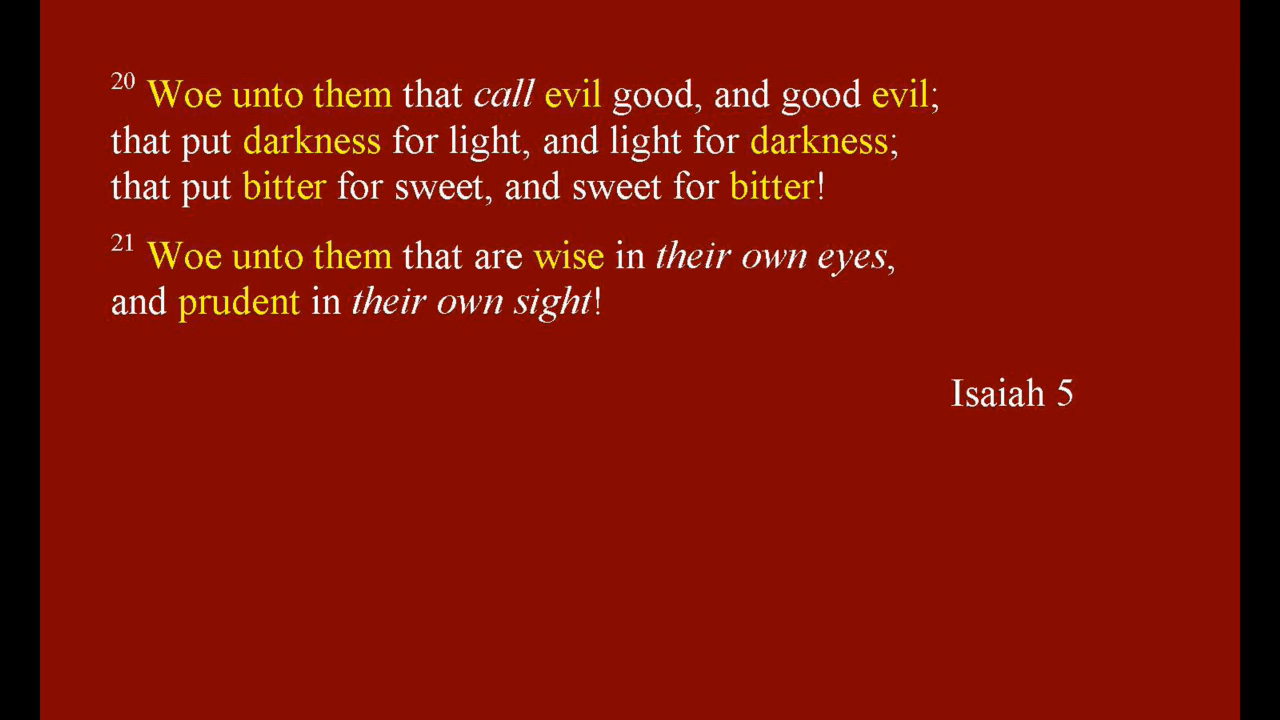 20 Woe unto them that call evil good, and good evil;
that put darkness for light, and light for darkness;
that put bitter for sweet, and sweet for bitter!
21 Woe unto them that are wise in their own eyes,
and prudent in their own sight!
Isaiah 5